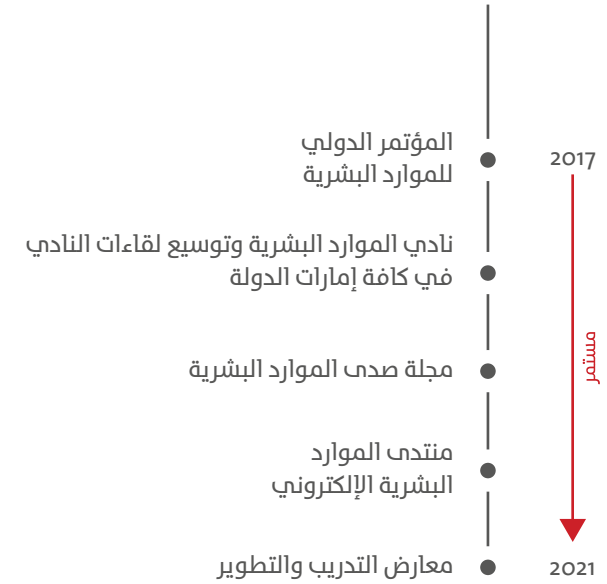 2017
المؤتمر الدولي
للموارد البشرية
نادي الموارد البشرية وتوسيع لقاءات النادي
في كافة إمارات الدولة
مستمر
مجلة صدى الموارد البشرية
منتدى الموارد
البشرية الإلكتروني
2021
معارض التدريب والتطوير